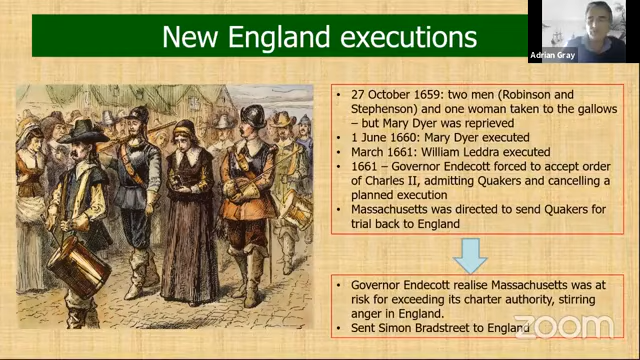 New England executions
Adrian Gray
• 27 October 1659: two men (Robinson and
Stephenson) and one woman taken to the gallows
– but Mary Dyer was reprieved
• 1 June 1660: Mary Dyer executed
• March 1661: William Leddra executed
• 1661 – Governor Endecott forced to accept order
of Charles II, admitting Quakers and cancelling a
planned execution
• Massachusetts was directed to send Quakers for
trial back to England
• Governor Endecott realise Massachusetts was at
risk for exceeding its charter authority, stirring
anger in England.
• Sent Simon Bradstreet to England
zoom